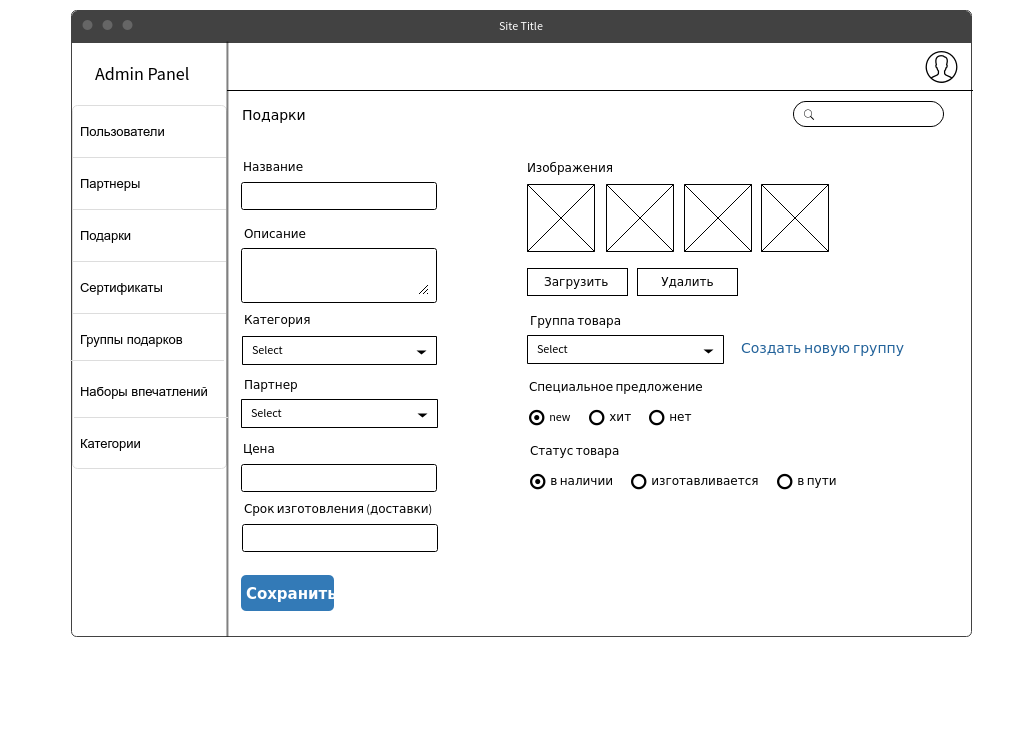 Site Title
Admin Panel
Пользователи
Партнеры
Подарки
Сертификаты
Группы подарков
Наборы впечатлений
Категории
Подарки
Название
Описание
Категория
Select
Партнер
Select
Цена
Срок изготовления (доставки)
Сохранить
Изображения
Загрузить Удалить
Группа товара
Select Создать новую группу
Специальное предложение
new хит нет
Статус товара
в наличии изготавливается в пути